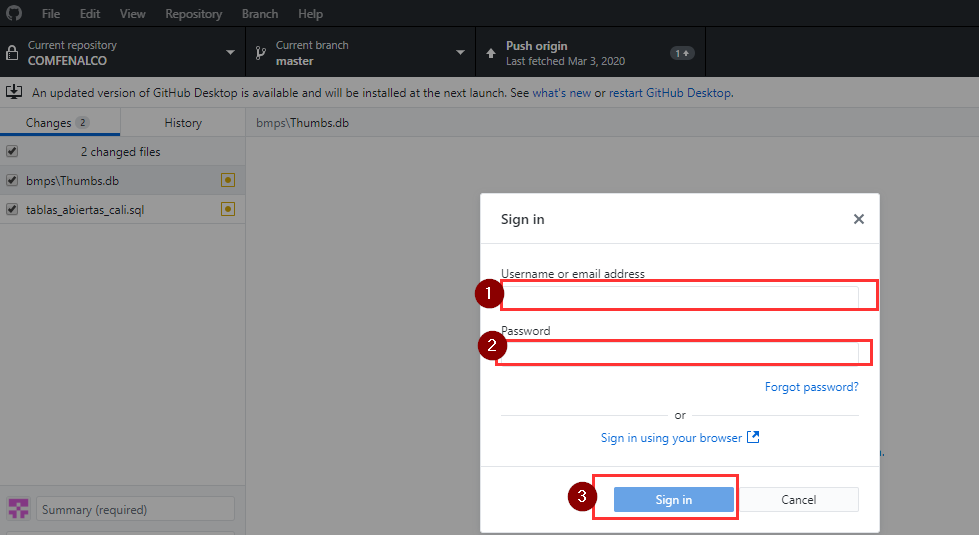 File Edit View Repository Branch Help
Current repository
COMFENALCO
Current branch
master
Push origin
Last fetched Mar 3, 2020
1
An updated version of GitHub Desktop is available and will be installed at the next launch. See what's new or restart GitHub Desktop.
Changes 2
History
bmps\Thumbs.db
2 changed files
bmps\Thumbs.db
tablas_abiertas_cali.sql
Sign in
Username or email address
1
Password
2
Forgot password?
or
Sign in using your browser
3
Sign in
Cancel
Summary (required)